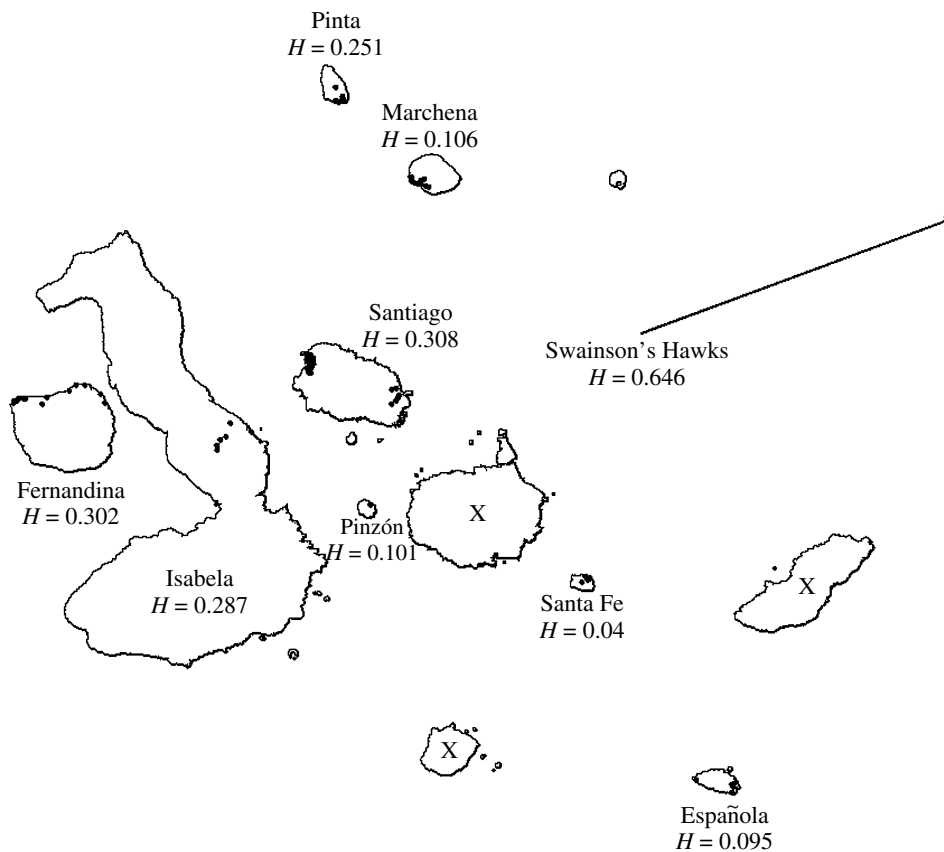 Pinta
H = 0.251
Marchena
H = 0.106
Santiago
H = 0.308
Swainson's Hawks
H = 0.646
Fernandina
H = 0.302
X
Pinzón
H = 0.101
Isabela
H = 0.287
Santa Fe
H = 0.04
X
X
Española
H = 0.095